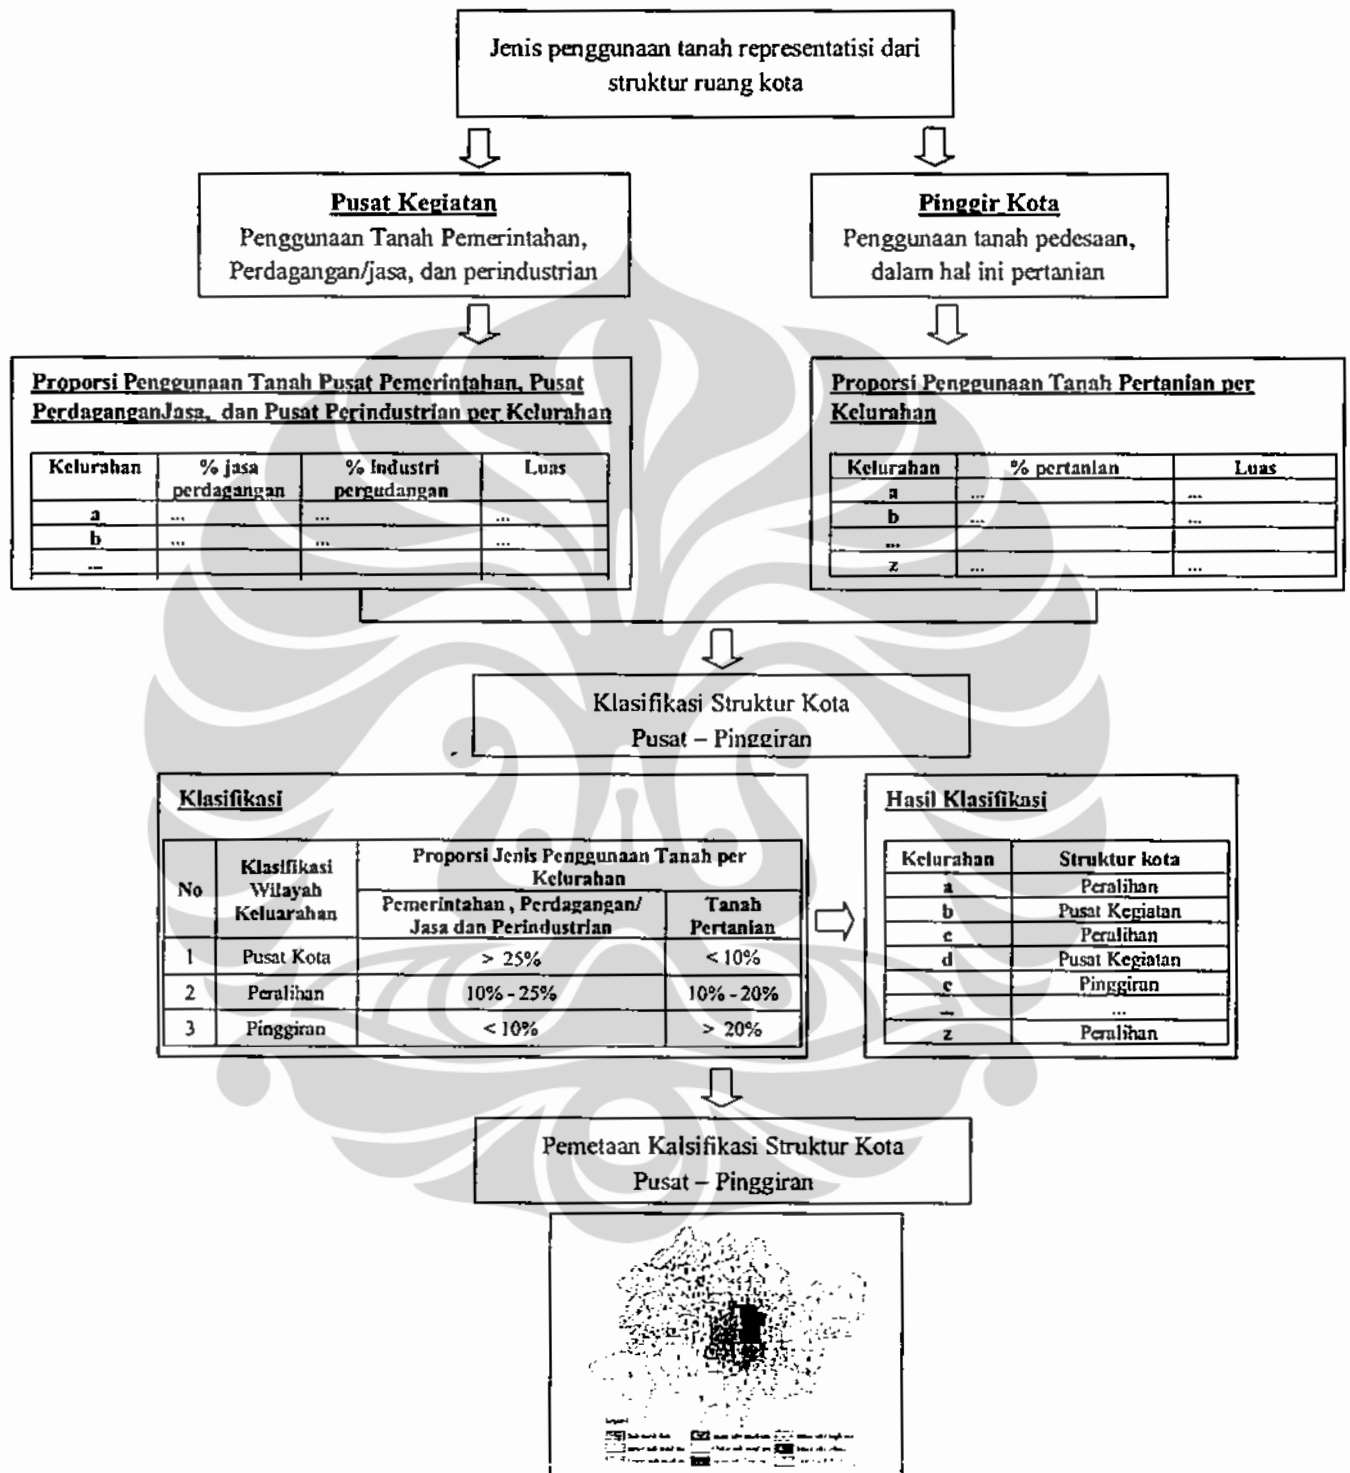 Jenis penggunaan tanah representatisi dari
struktur ruang kota
Pusat Kegiatan
Penggunaan Tanah Pemerintahan,
Perdagangan/jasa, dan perindustrian
Pinggir Kota
Penggunaan tanah pedesaan,
dalam hal ini pertanian
Proporsi Penggunaan Tanah Pusat Pemerintahan, Pusat
PerdaganganJasa, dan Pusat Perindustrian per Kelurahan
Kelurahan % jasa perdagangan % Industri pergudangan Luas
a ... ... ...
b ... ... ...
...
Proporsi Penggunaan Tanah Pertanian per
Kelurahan
Kelurahan % pertanian Luas
a ... ...
b ... ...
...
z ... ...
Klasifikasi Struktur Kota
Pusat – Pinggiran
Klasifikasi
No Klasifikasi Wilayah Keluarahan Proporsi Jenis Penggunaan Tanah per Kelurahan
Pemerintahan , Perdagangan/ Jasa dan Perindustrian Tanah Pertanian
1 Pusat Kota > 25% < 10%
2 Peralihan 10% - 25% 10% - 20%
3 Pinggiran < 10% > 20%
Hasil Klasifikasi
Kelurahan Struktur kota
a Peralihan
b Pusat Kegiatan
c Peralihan
d Pusat Kegiatan
e Pinggiran
... ...
z Peralihan
Pemetaan Kalsifikasi Struktur Kota
Pusat – Pinggiran